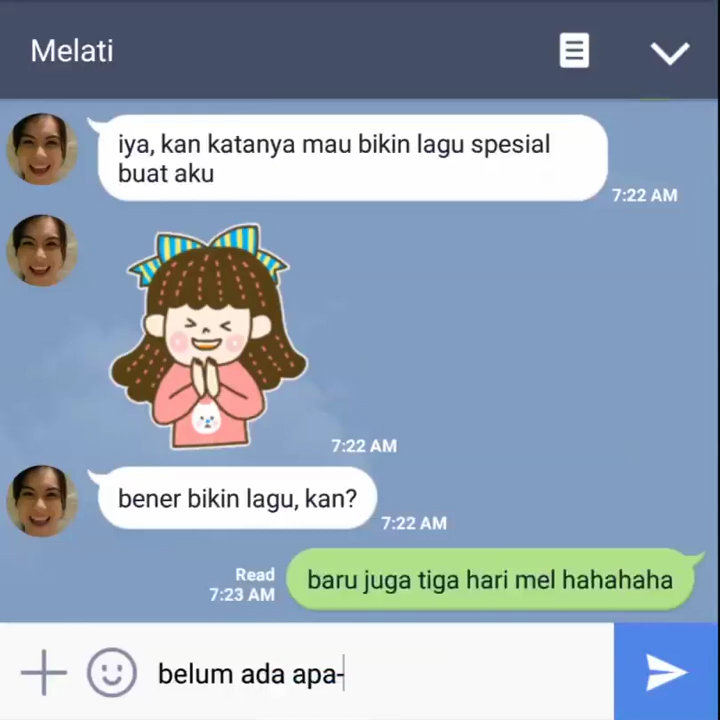 Melati
iya, kan katanya mau bikin lagu spesial
buat aku
7:22 AM
7:22 AM
bener bikin lagu, kan?
7:22 AM
Read
7:23 AM
baru juga tiga hari mel hahahaha
belum ada apa-